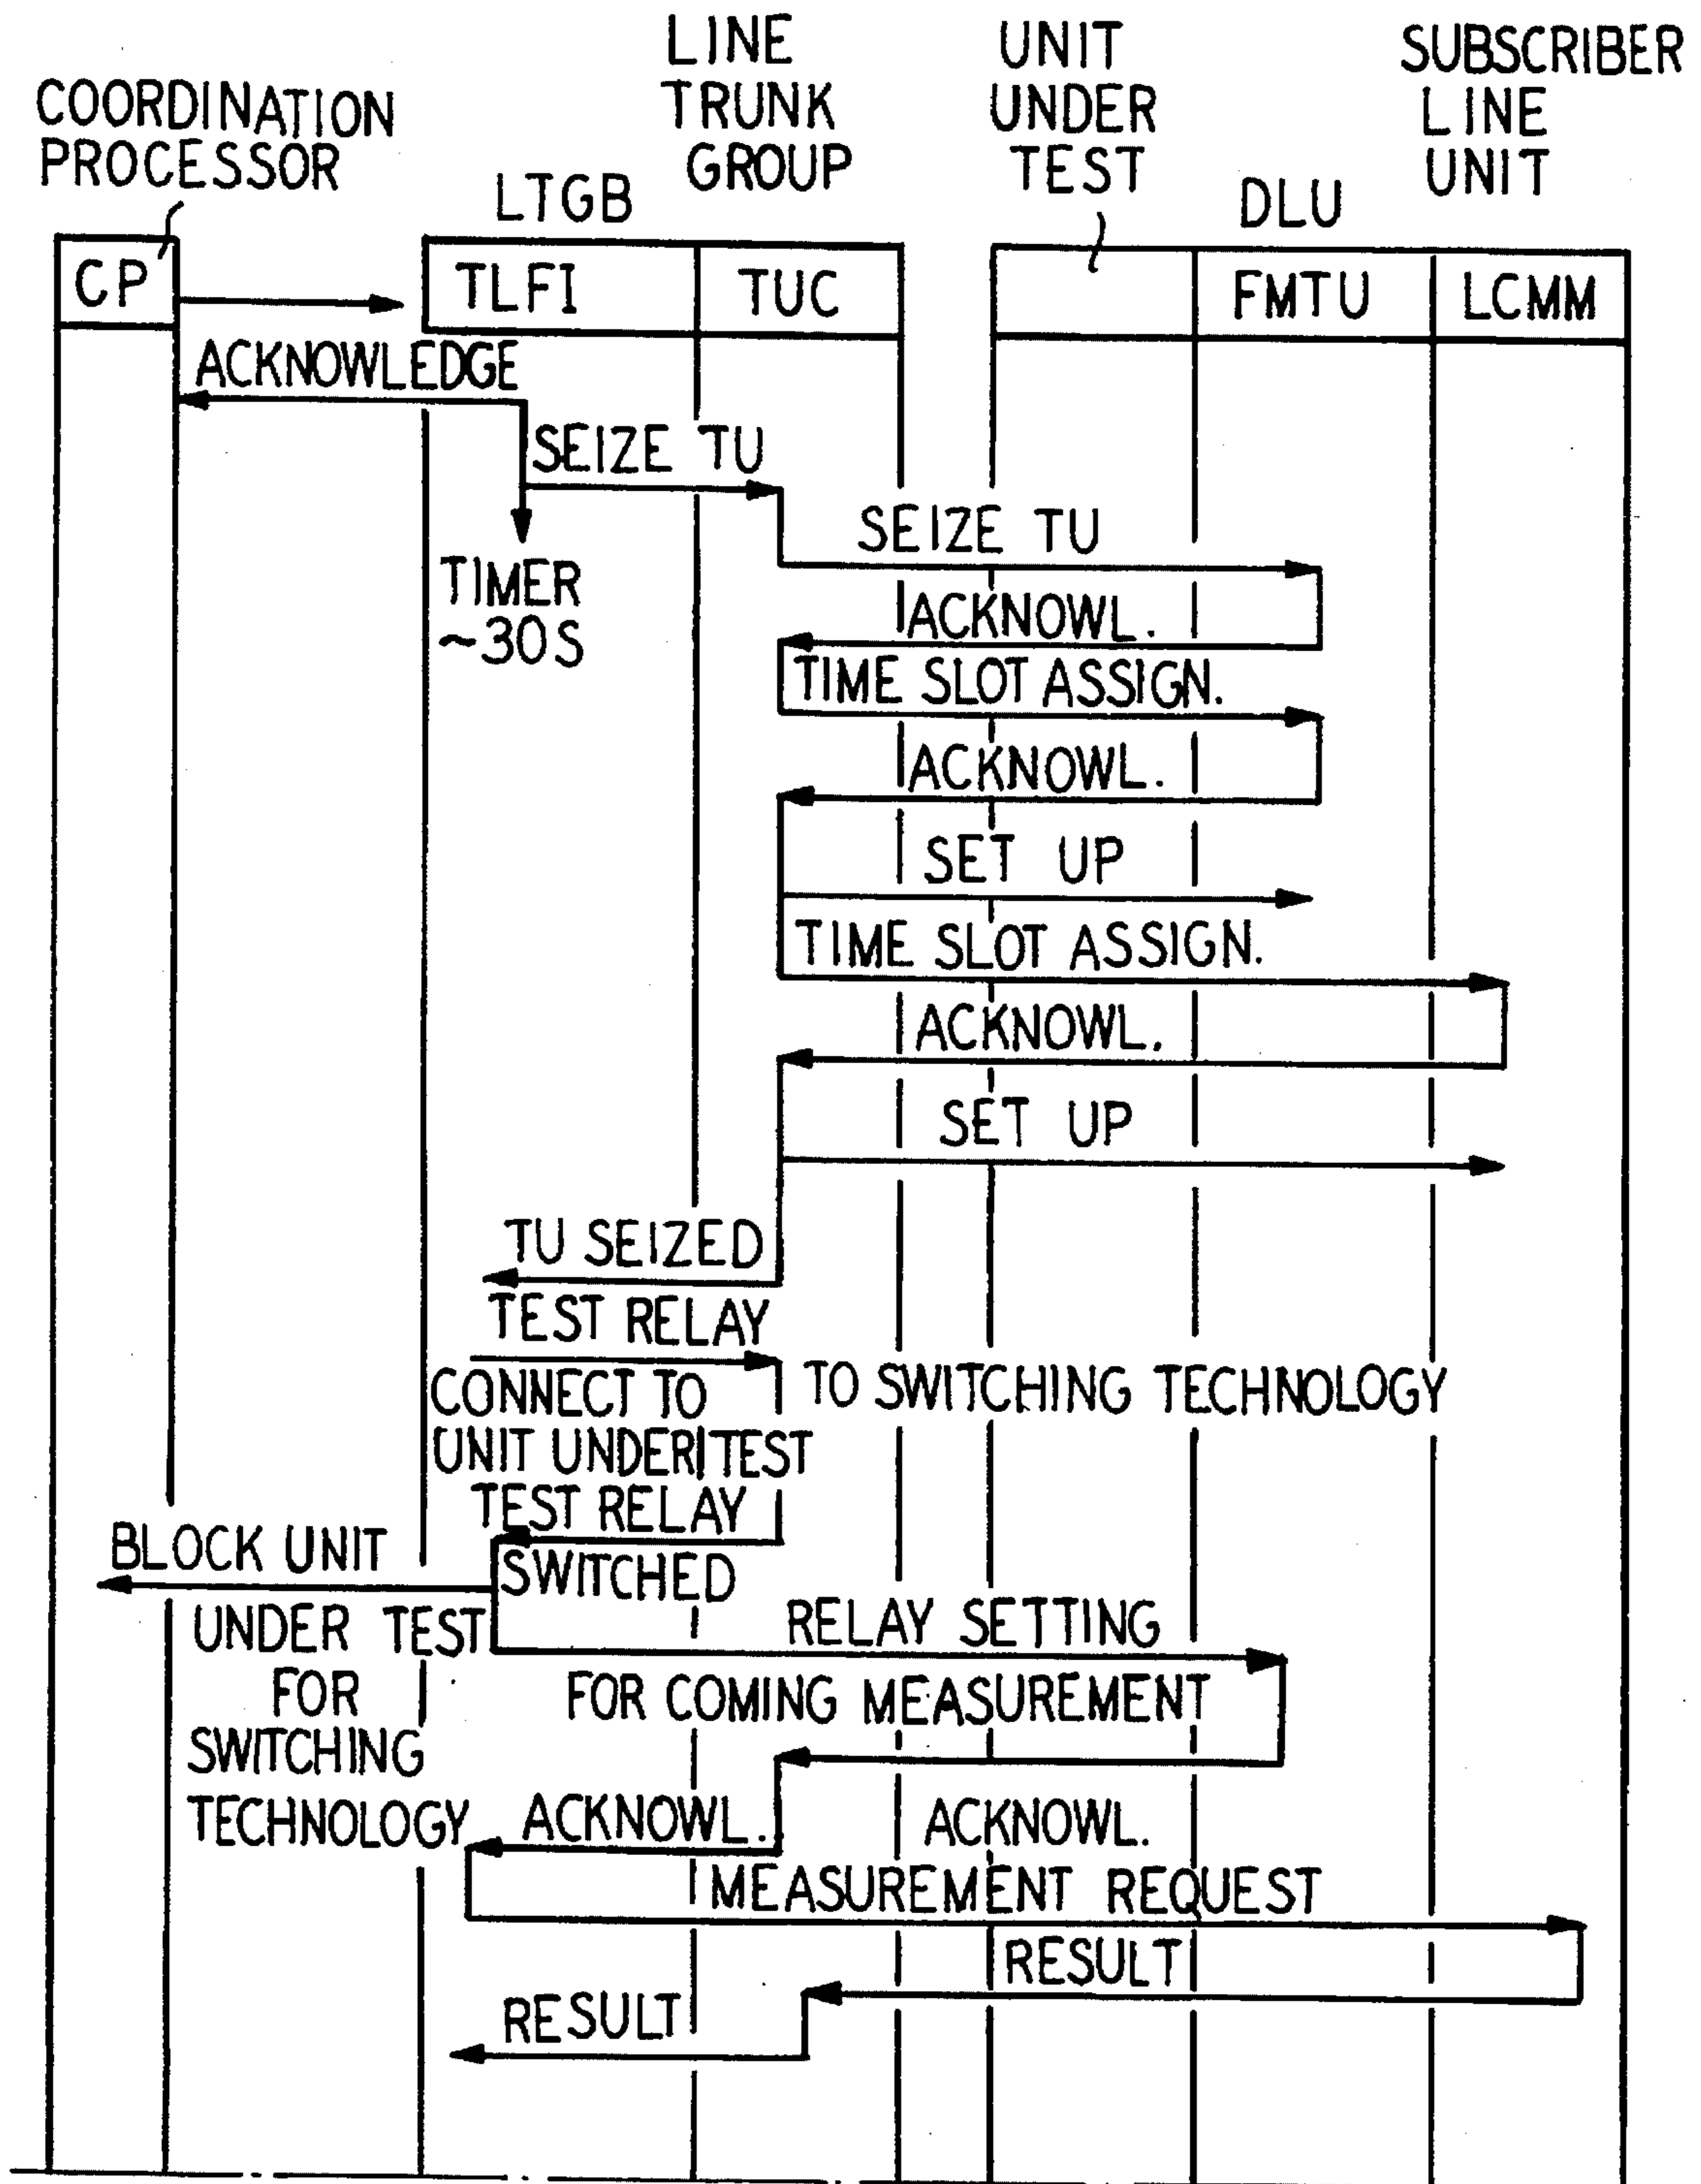 COORDINATION
PROCESSOR
LINE
TRUNK
GROUP
UNIT
UNDER
TEST
SUBSCRIBER
LINE
UNIT
LTGB
DLU
CP
TLFI
TUC
FMTU
LCMM
ACKNOWLEDGE
SEIZE TU
SEIZE TU
TIMER
~30S
ACKNOWL.
TIME SLOT ASSIGN.
ACKNOWL.
SET UP
TIME SLOT ASSIGN.
ACKNOWL.
SET UP
TU SEIZED
TEST RELAY
CONNECT TO
UNIT UNDER TEST
TO SWITCHING TECHNOLOGY
TEST RELAY
SWITCHED
BLOCK UNIT
UNDER TEST
FOR
SWITCHING
TECHNOLOGY
RELAY SETTING
FOR COMING MEASUREMENT
ACKNOWL.
ACKNOWL.
MEASUREMENT REQUEST
RESULT
RESULT